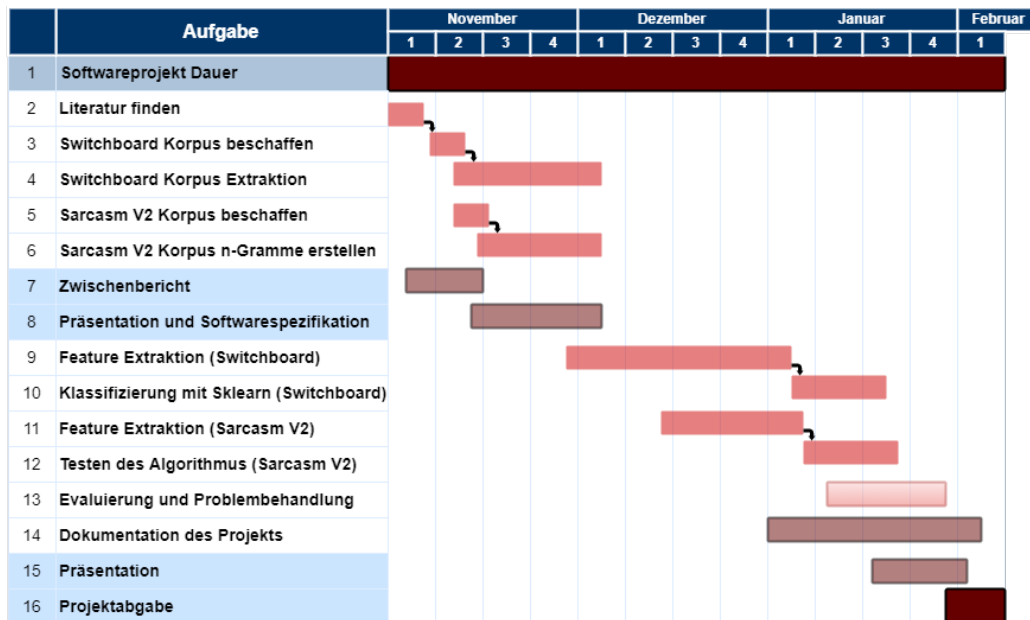 Aufgabe November Dezember Januar Februar
1 2 3 4 1 2 3 4 1 2 3 4 1
1 Softwareprojekt Dauer
2 Literatur finden
3 Switchboard Korpus beschaffen
4 Switchboard Korpus Extraktion
5 Sarcasm V2 Korpus beschaffen
6 Sarcasm V2 Korpus n-Gramme erstellen
7 Zwischenbericht
8 Präsentation und Softwarespezifikation
9 Feature Extraktion (Switchboard)
10 Klassifizierung mit Sklearn (Switchboard)
11 Feature Extraktion (Sarcasm V2)
12 Testen des Algorithmus (Sarcasm V2)
13 Evaluierung und Problembehandlung
14 Dokumentation des Projekts
15 Präsentation
16 Projektabgabe